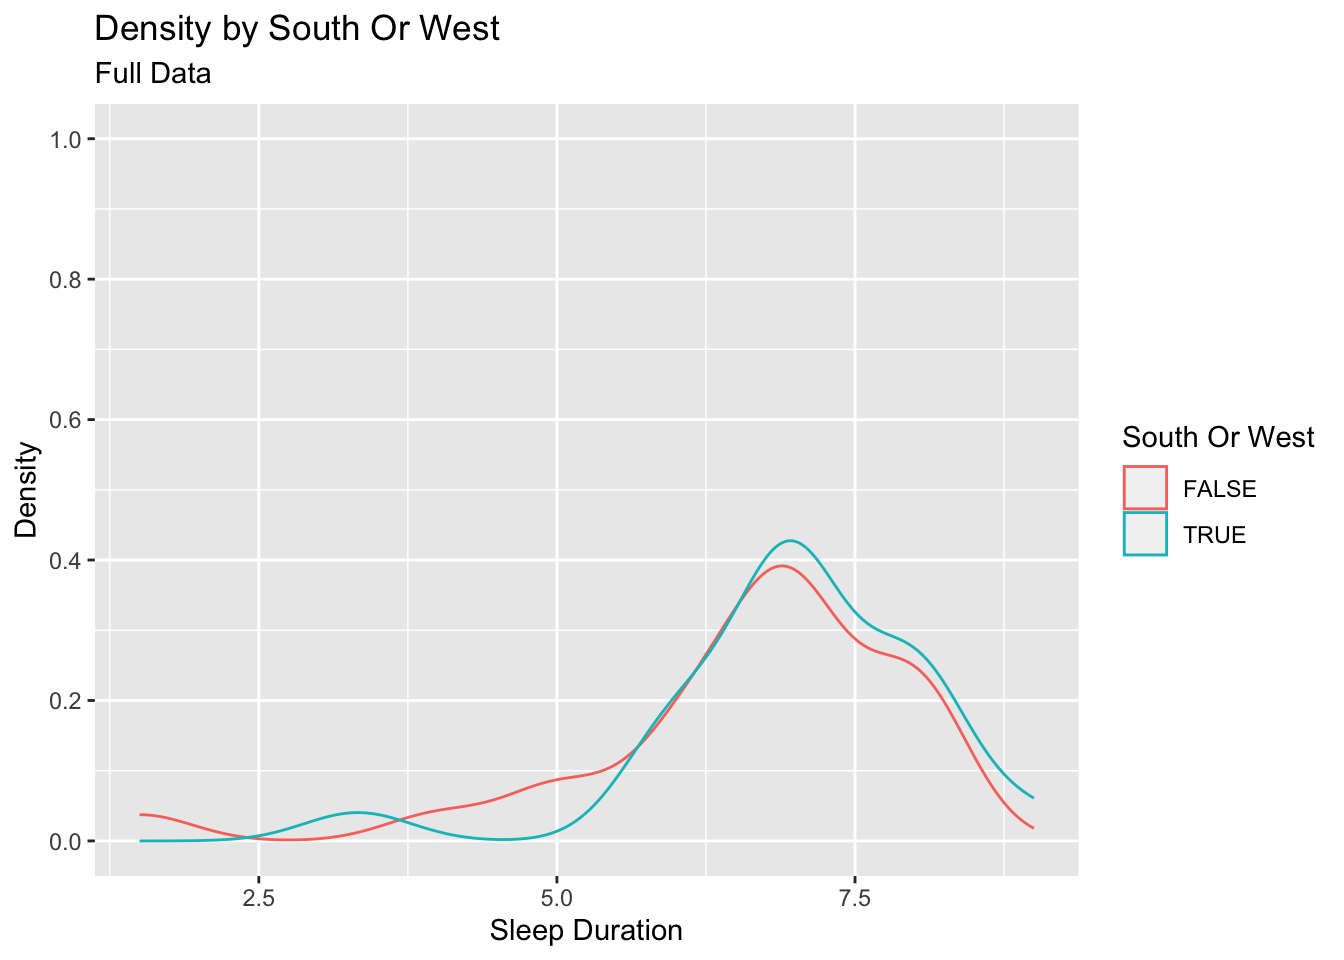 Density by South Or West
Full Data
1.0
0.8
0.6
0.4
0.2
0.0
Density
2.5 5.0 7.5
Sleep Duration
South Or West
FALSE
TRUE